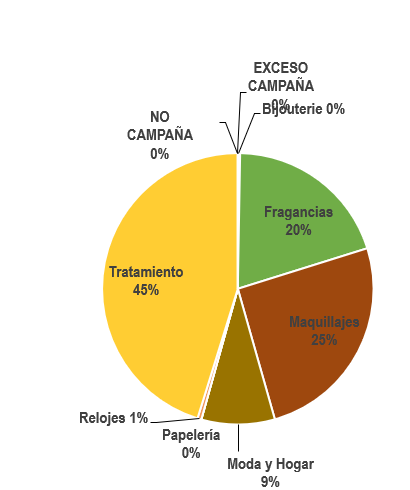 EXCESO
CAMPAÑA
0%
Bijouterie 0%
NO
CAMPAÑA
0%
Fragancias
20%
Tratamiento
45%
Maquillajes
25%
Relojes 1%
Papelería
0%
Moda y Hogar
9%